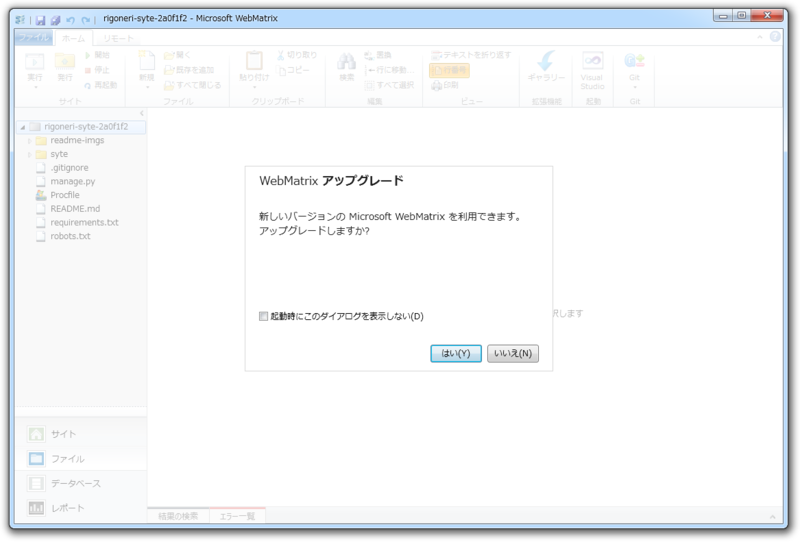 rigoneri-syte-2a0f1f2 - Microsoft WebMatrix
ファイル ホーム リモート
実行
実行
開始
停止
再起動
サイト
新規
開く
既存を追加
すべて閉じる
ファイル
貼り付け
切り取り
コピー
クリップボード
検索
置換
行に移動...
すべて選択
編集
テキストを折り返す
行番号
印刷
ビュー
ギャラリー
拡張機能
Visual
Studio
起動
Git
Git
rigoneri-syte-2a0f1f2
readme-imgs
syte
.gitignore
manage.py
Procfile
README.md
requirements.txt
robots.txt
WebMatrix アップグレード
新しいバージョンの Microsoft WebMatrix を利用できます。
アップグレードしますか?
択します
起動時にこのダイアログを表示しない(D)
はい(Y) いいえ(N)
サイト
ファイル
データベース
レポート
結果の検索 エラー一覧